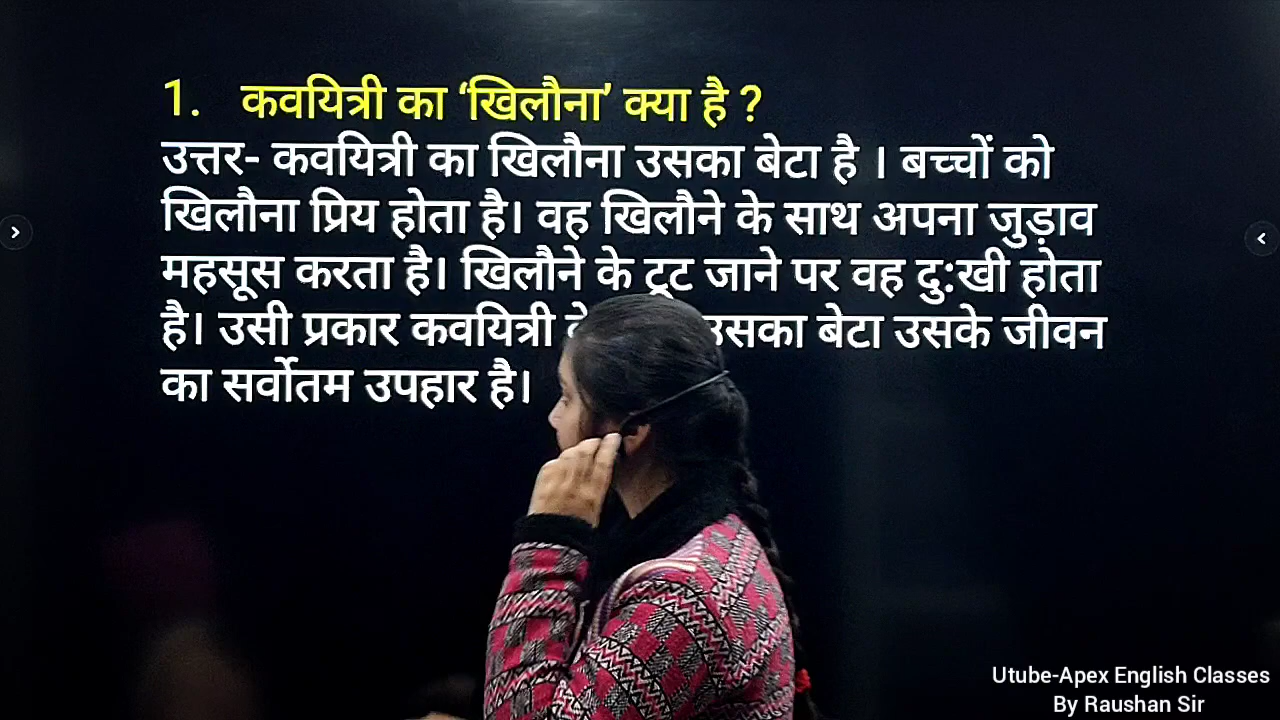 1. कवयित्री का ‘खिलौना’ क्या है ?
उत्तर- कवयित्री का खिलौना उसका बेटा है । बच्चों को
खिलौना प्रिय होता है। वह खिलौने के साथ अपना जुड़ाव
महसूस करता है। खिलौने के टूट जाने पर वह दु:खी होता
है। उसी प्रकार कवयित्री उसका बेटा उसके जीवन
का सर्वोतम उपहार है।
Utube-Apex English Classes
By Raushan Sir